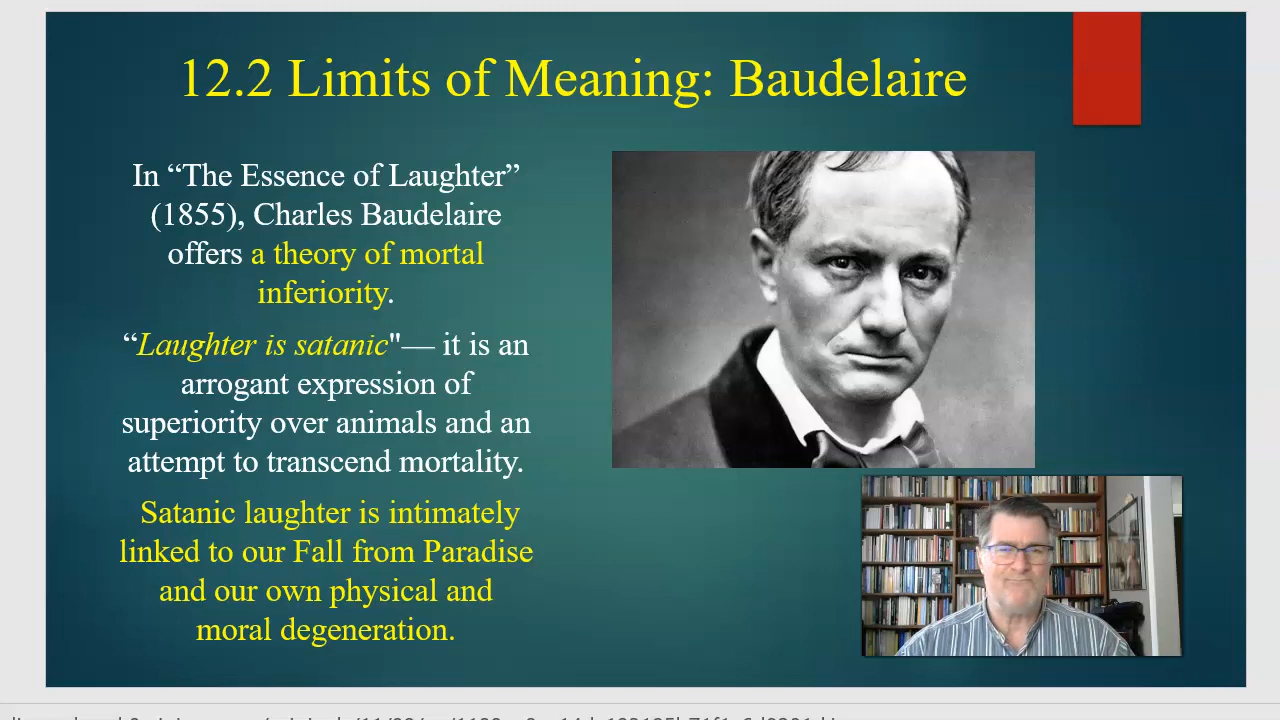 12.2 Limits of Meaning: Baudelaire
In “The Essence of Laughter”
(1855), Charles Baudelaire
offers a theory of mortal
inferiority.
“Laughter is satanic"— it is an
arrogant expression of
superiority over animals and an
attempt to transcend mortality.
Satanic laughter is intimately
linked to our Fall from Paradise
and our own physical and
moral degeneration.